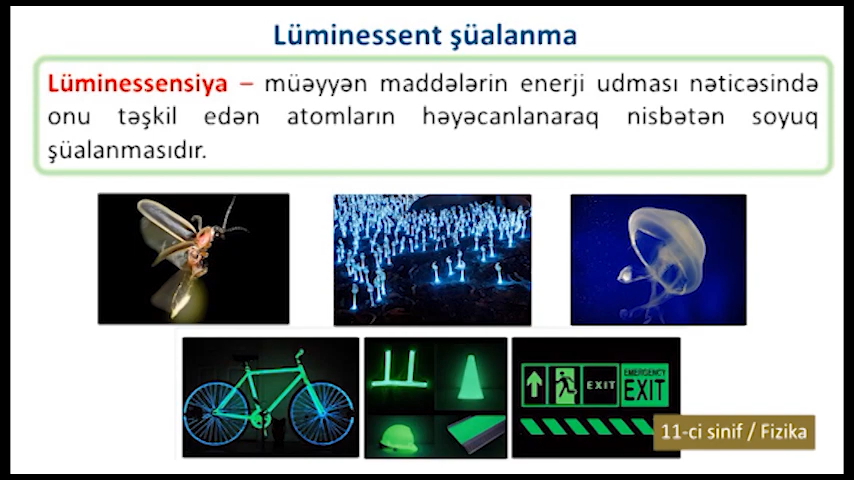 Lüminessent şüalanma
Lüminessensiya – müəyyən maddələrin enerji udması nəticəsində
onu təşkil edən atomların həyəcanlanaraq nisbətən soyuq
şüalanmasıdır.
EXIT
EMERGENCY
EXIT
11-ci sinif / Fizika